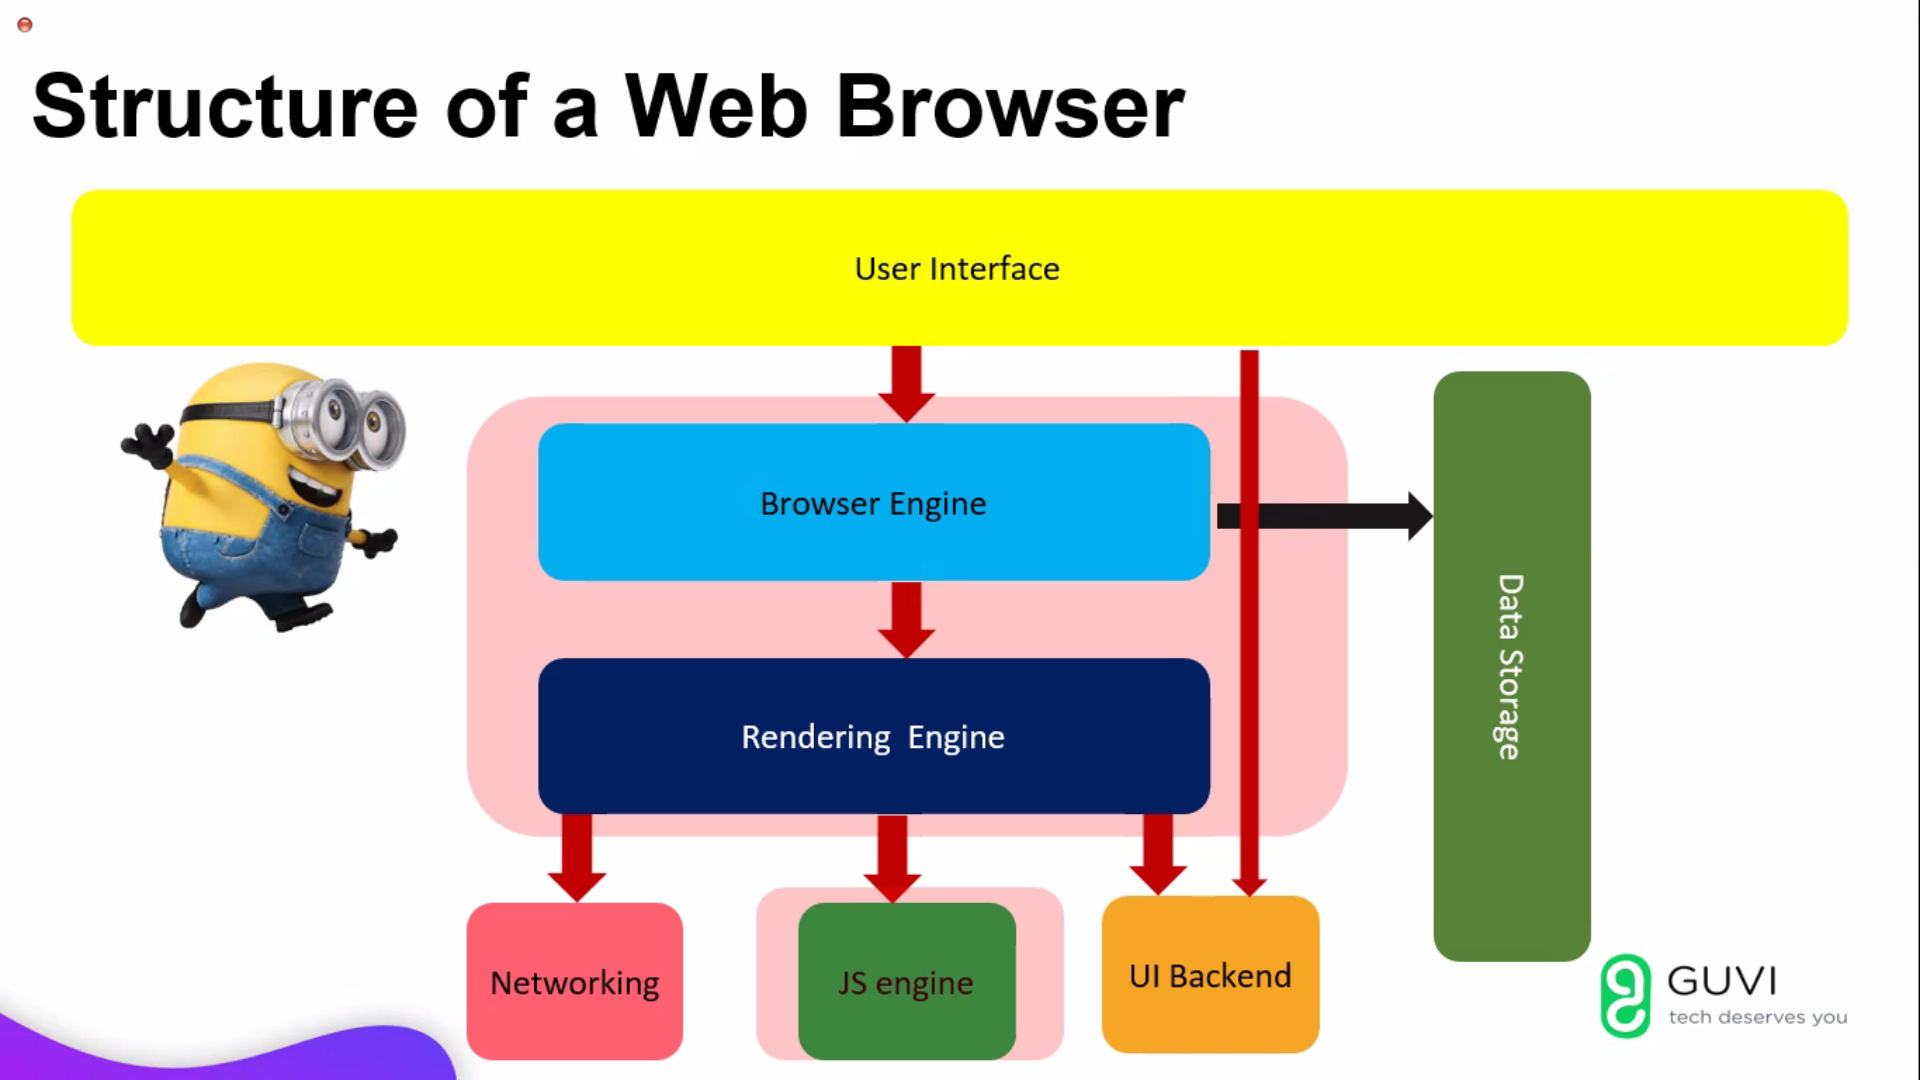 Structure of a Web Browser
User Interface
Browser Engine
Data Storage
Rendering Engine
Networking
JS engine
UI Backend
GUVI
tech deserves you